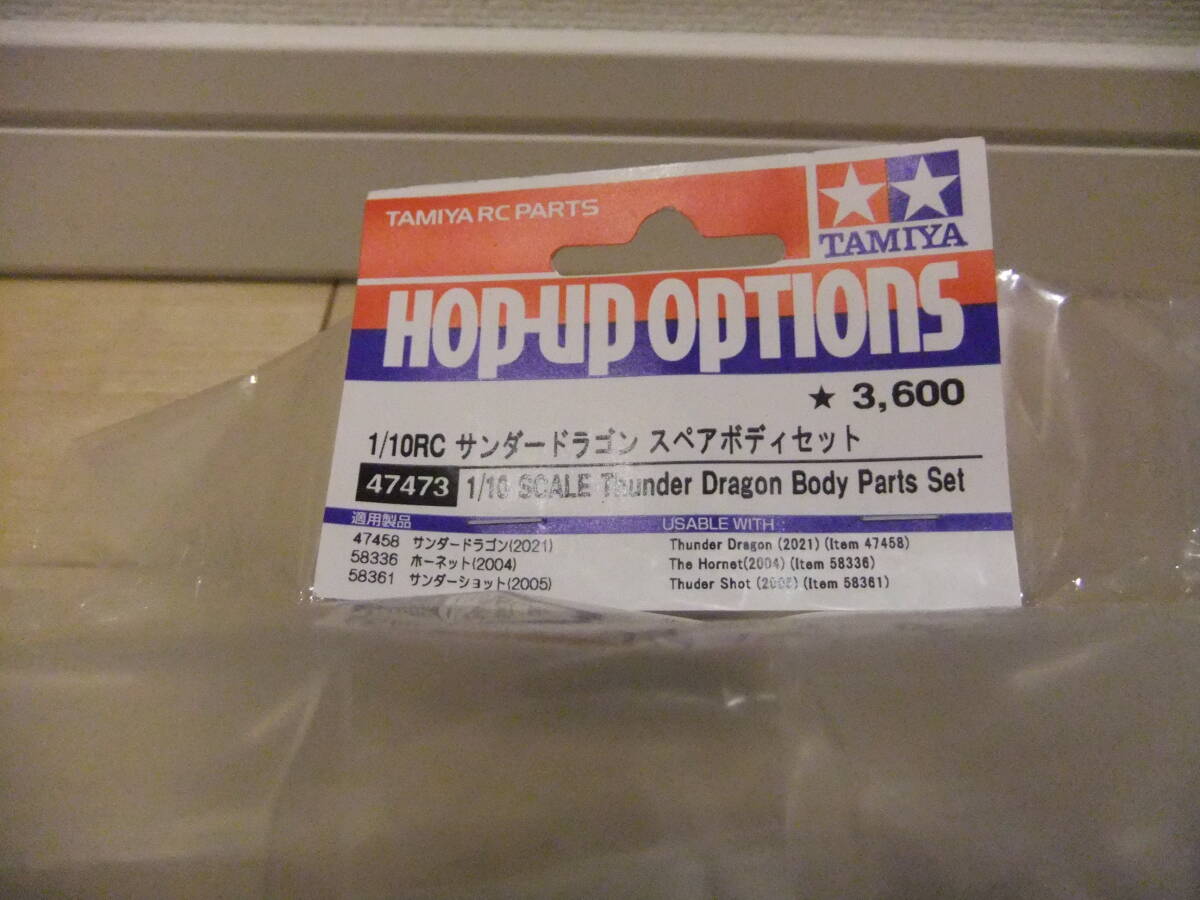 TAMIYA RC PARTS
TAMIYA
HOP-UP OPTIONS
★ 3,600
1/10RC サンダードラゴン スペアボディセット
47473 1/10 SCALE Thunder Dragon Body Parts Set
適用製品 USABLE WITH :
47458 サンダードラゴン(2021) Thunder Dragon (2021) (Item 47458)
58336 ホーネット(2004) The Hornet(2004) (Item 58336)
58361 サンダーショット(2005) Thuder Shot (2005) (Item 58361)